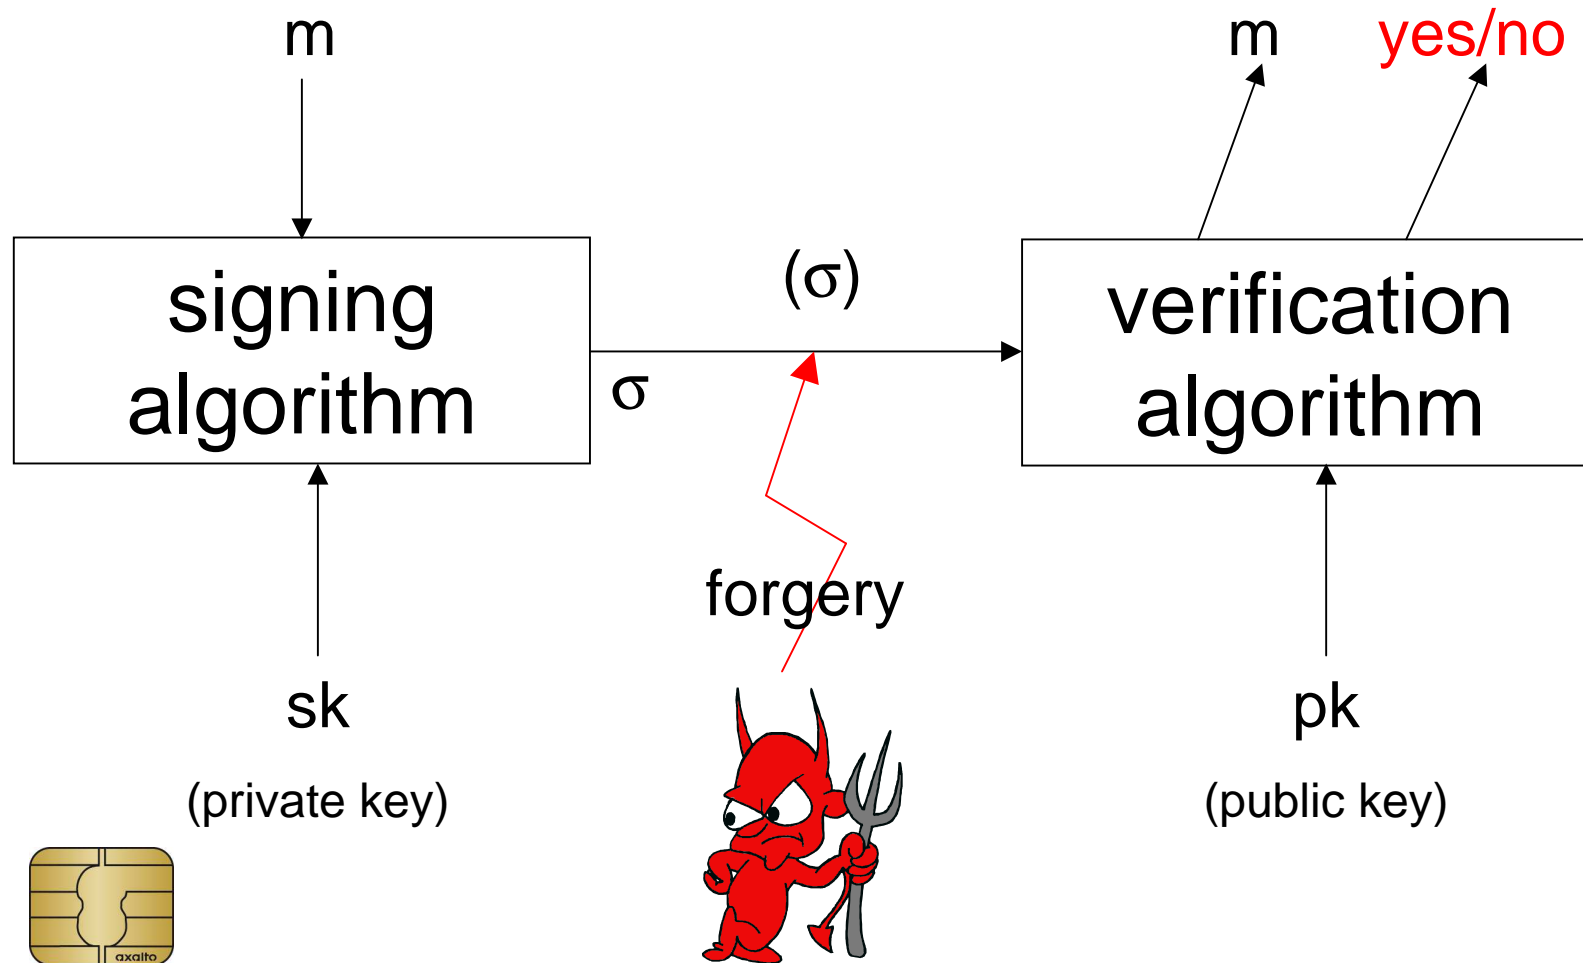 m
m yes/no
signing
algorithm
(σ)
σ
verification
algorithm
forgery
sk
(private key)
pk
(public key)
axalto